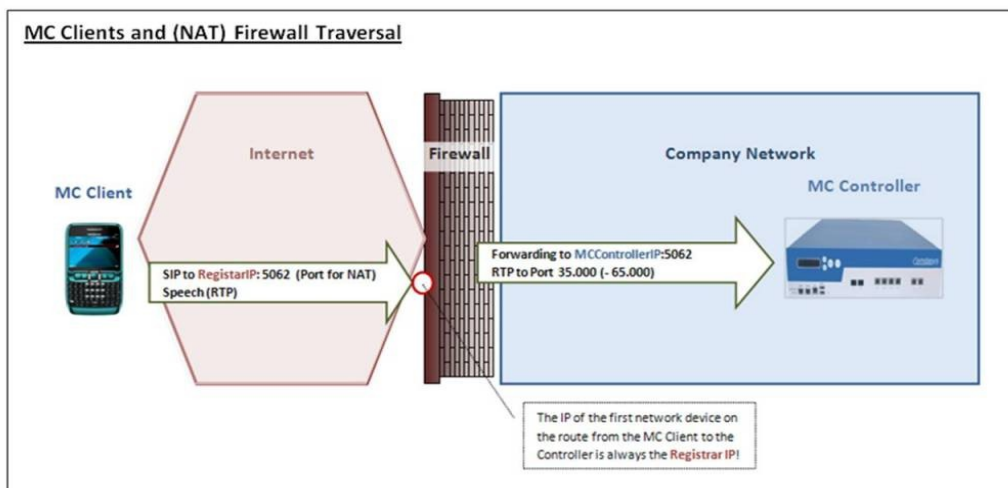 MC Clients and (NAT) Firewall Traversal
Internet
Firewall
Company Network
MC Client
MC Controller
SIP to RegistarIP: 5062 (Port for NAT)
Speech (RTP)
Forwarding to MCControllerIP:5062
RTP to Port 35.000 (- 65.000)
The IP of the first network device on
the route from the MC Client to the
Controller is always the Registrar IP!